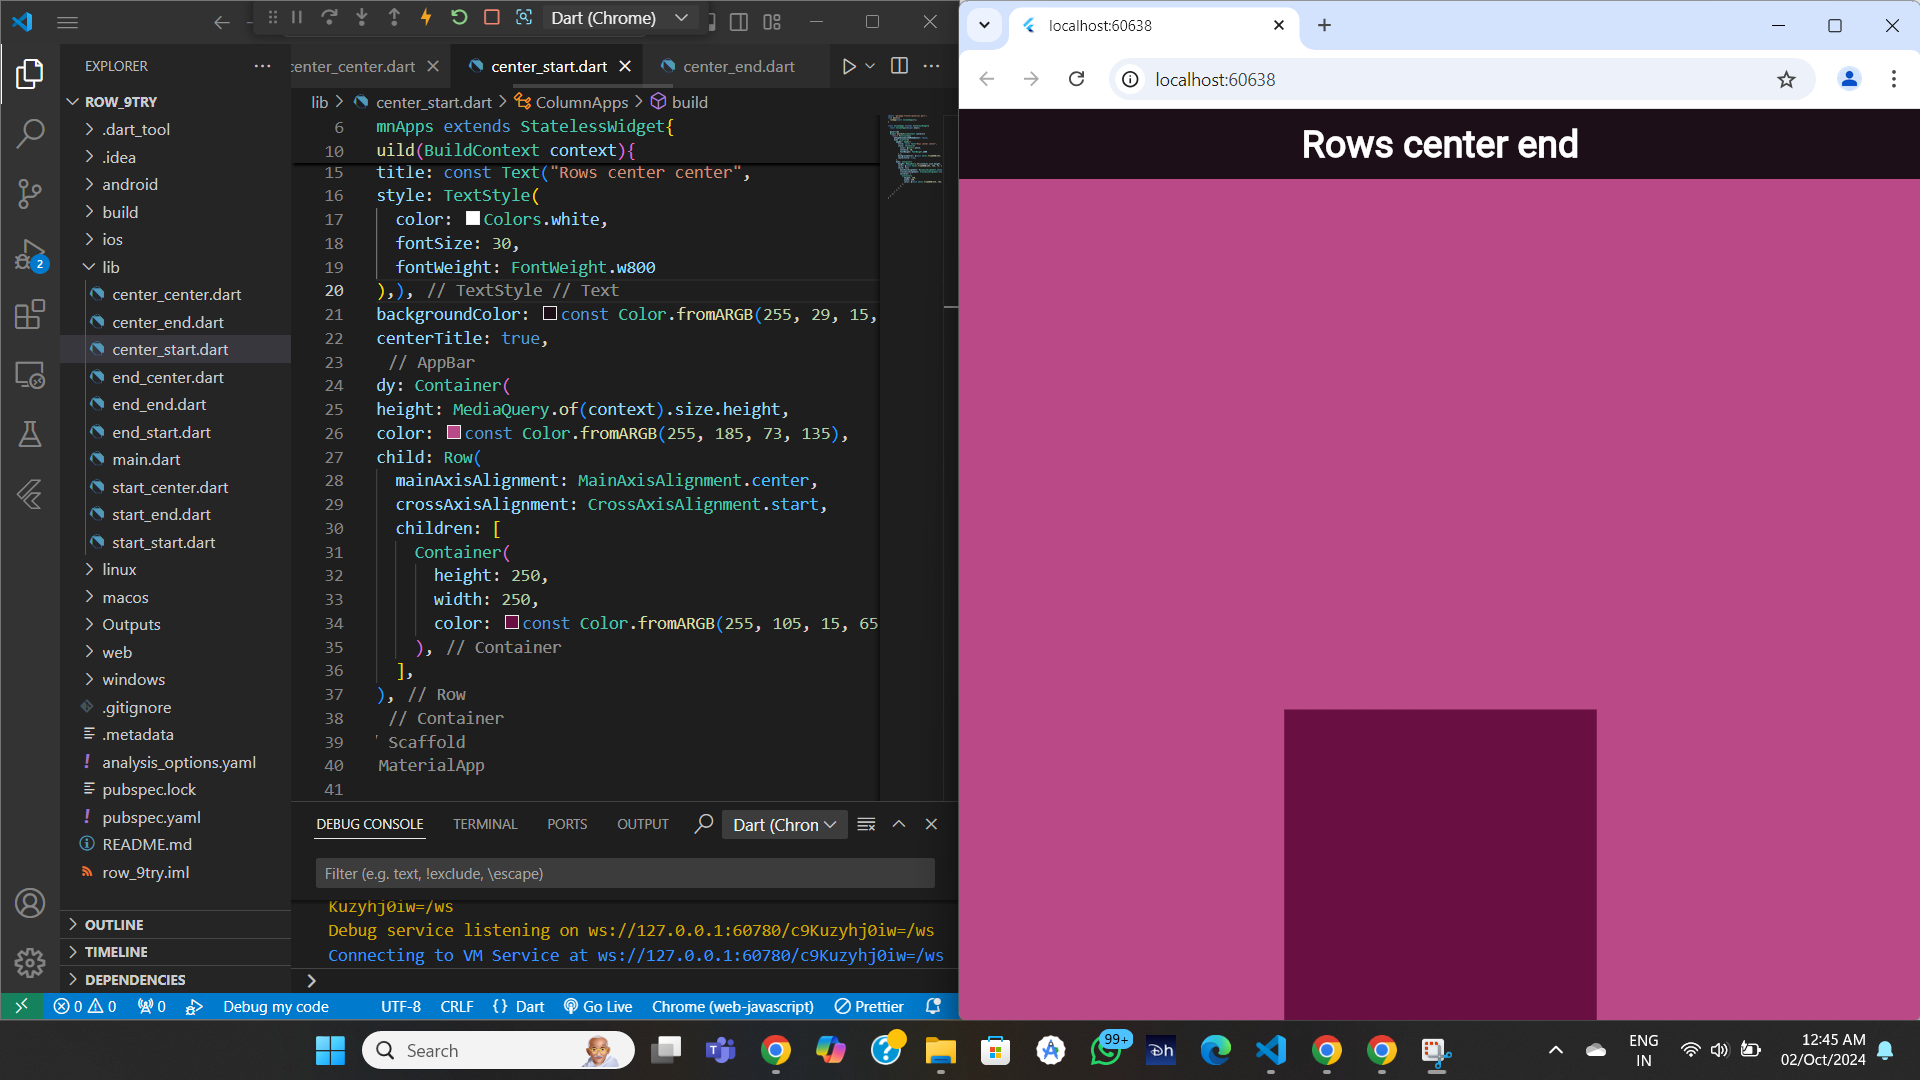 Dart (Chrome)
EXPLORER
ROW_9TRY
.dart_tool
.idea
android
build
ios
lib
center_center.dart
center_end.dart
center_start.dart
end_center.dart
end_end.dart
end_start.dart
main.dart
start_center.dart
start_end.dart
start_start.dart
linux
macos
Outputs
web
windows
.gitignore
.metadata
analysis_options.yaml
pubspec.lock
pubspec.yaml
README.md
row_9try.iml
OUTLINE
TIMELINE
DEPENDENCIES
2
center_center.dart
center_start.dart
center_end.dart
lib > center_start.dart > ColumnApps > build
6 mnApps extends StatelessWidget{
10 uild(BuildContext context){
15 title: const Text("Rows center center",
16 style: TextStyle(
17 color: Colors.white,
18 fontSize: 30,
19 fontWeight: FontWeight.w800
20 ),), // TextStyle // Text
21 backgroundColor: const Color.fromARGB(255, 29, 15,
22 centerTitle: true,
23 // AppBar
24 dy: Container(
25 height: MediaQuery.of(context).size.height,
26 color: const Color.fromARGB(255, 185, 73, 135),
27 child: Row(
28 mainAxisAlignment: MainAxisAlignment.center,
29 crossAxisAlignment: CrossAxisAlignment.start,
30 children: [
31 Container(
32 height: 250,
33 width: 250,
34 color: const Color.fromARGB(255, 105, 15, 65
35 ), // Container
36 ],
37 ), // Row
38 // Container
39 Scaffold
40 MaterialApp
41
DEBUG CONSOLE
TERMINAL
PORTS
OUTPUT
Dart (Chron
Filter (e.g. text, !exclude, \escape)
Kuzyhj0iw=/ws
Debug service listening on ws://127.0.0.1:60780/c9Kuzyhj0iw=/ws
Connecting to VM Service at ws://127.0.0.1:60780/c9Kuzyhj0iw=/ws
>
0 0 0 Debug my code UTF-8 CRLF {} Dart Go Live Chrome (web-javascript) Prettier
localhost:60638
localhost:60638
Rows center end
Search
99+
Dh
ENG
IN
12:45 AM
02/Oct/2024